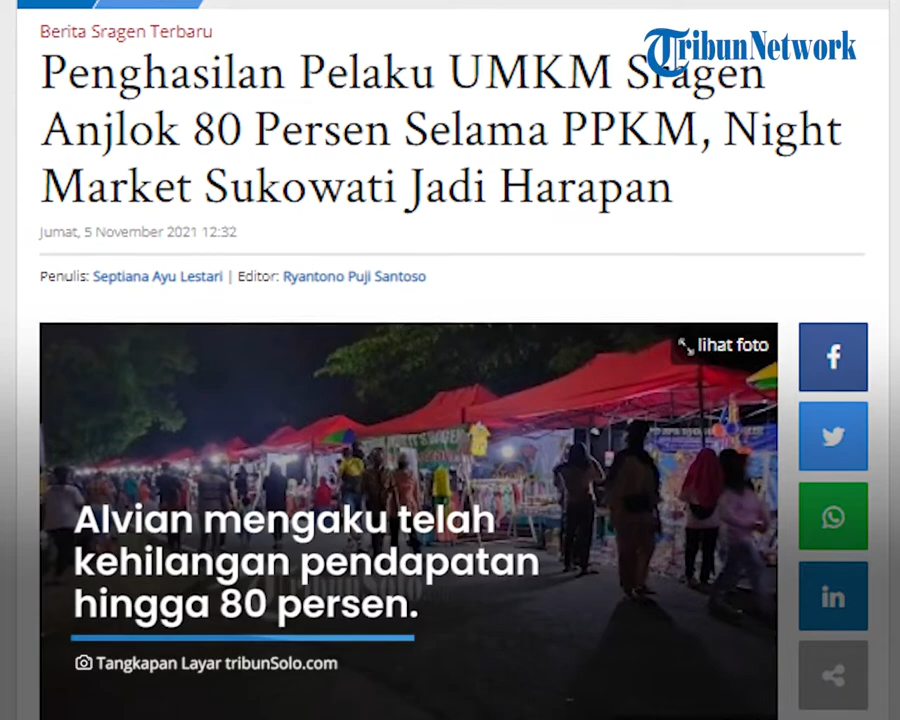 Berita Sragen Terbaru
TribunNetwork
Penghasilan Pelaku UMKM Sragen
Anjlok 80 Persen Selama PPKM, Night
Market Sukowati Jadi Harapan
Jumat, 5 November 2021 12:32
Penulis: Septiana Ayu Lestari | Editor: Ryantono Puji Santoso
lihat foto
Alvian mengaku telah
kehilangan pendapatan
hingga 80 persen.
Tangkapan Layar tribunSolo.com